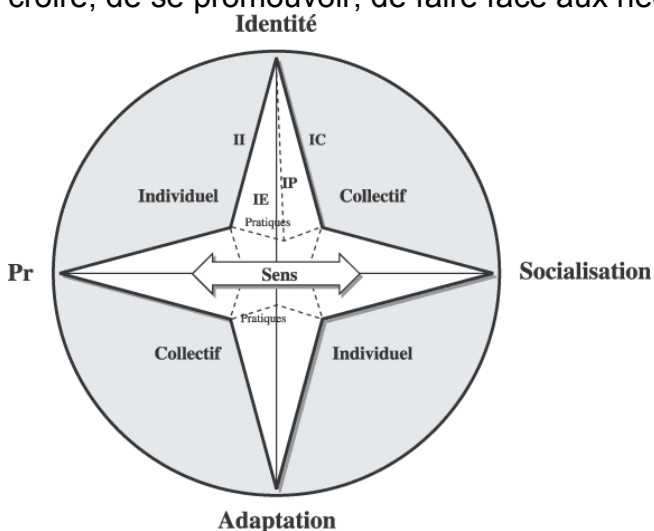 croire, de se promouvoir, de faire face aux
Identité
II
IC
IP
IE
Individuel
Collectif
Pratiques
Pr
Sens
Socialisation
Pratiques
Collectif
Individuel
Adaptation